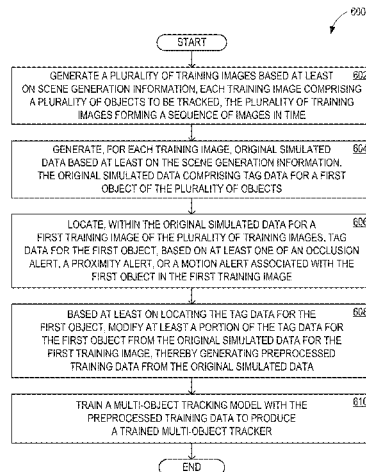 600
START
GENERATE A PLURALITY OF TRAINING IMAGES BASED AT LEAST 602
ON SCENE GENERATION INFORMATION, EACH TRAINING IMAGE COMPRISING
A PLURALITY OF OBJECTS TO BE TRACKED, THE PLURALITY OF TRAINING
IMAGES FORMING A SEQUENCE OF IMAGES IN TIME
GENERATE, FOR EACH TRAINING IMAGE, ORIGINAL SIMULATED 604
DATA BASED AT LEAST ON THE SCENE GENERATION INFORMATION.
THE ORIGINAL SIMULATED DATA COMPRISING TAG DATA FOR A FIRST
OBJECT OF THE PLURALITY OF OBJECTS
LOCATE, WITHIN THE ORIGINAL SIMULATED DATA FOR A 606
FIRST TRAINING IMAGE OF THE PLURALITY OF TRAINING IMAGES, TAG
DATA FOR THE FIRST OBJECT, BASED ON AT LEAST ONE OF AN OCCLUSION
ALERT, A PROXIMITY ALERT, OR A MOTION ALERT ASSOCIATED WITH THE
FIRST OBJECT IN THE FIRST TRAINING IMAGE
BASED AT LEAST ON LOCATING THE TAG DATA FOR THE 608
FIRST OBJECT, MODIFY AT LEAST A PORTION OF THE TAG DATA FOR
THE FIRST OBJECT FROM THE ORIGINAL SIMULATED DATA FOR THE
FIRST TRAINING IMAGE, THEREBY GENERATING PREPROCESSED
TRAINING DATA FROM THE ORIGINAL SIMULATED DATA
TRAIN A MULTI-OBJECT TRACKING MODEL WITH THE 610
PREPROCESSED TRAINING DATA TO PRODUCE
A TRAINED MULTI-OBJECT TRACKER
END